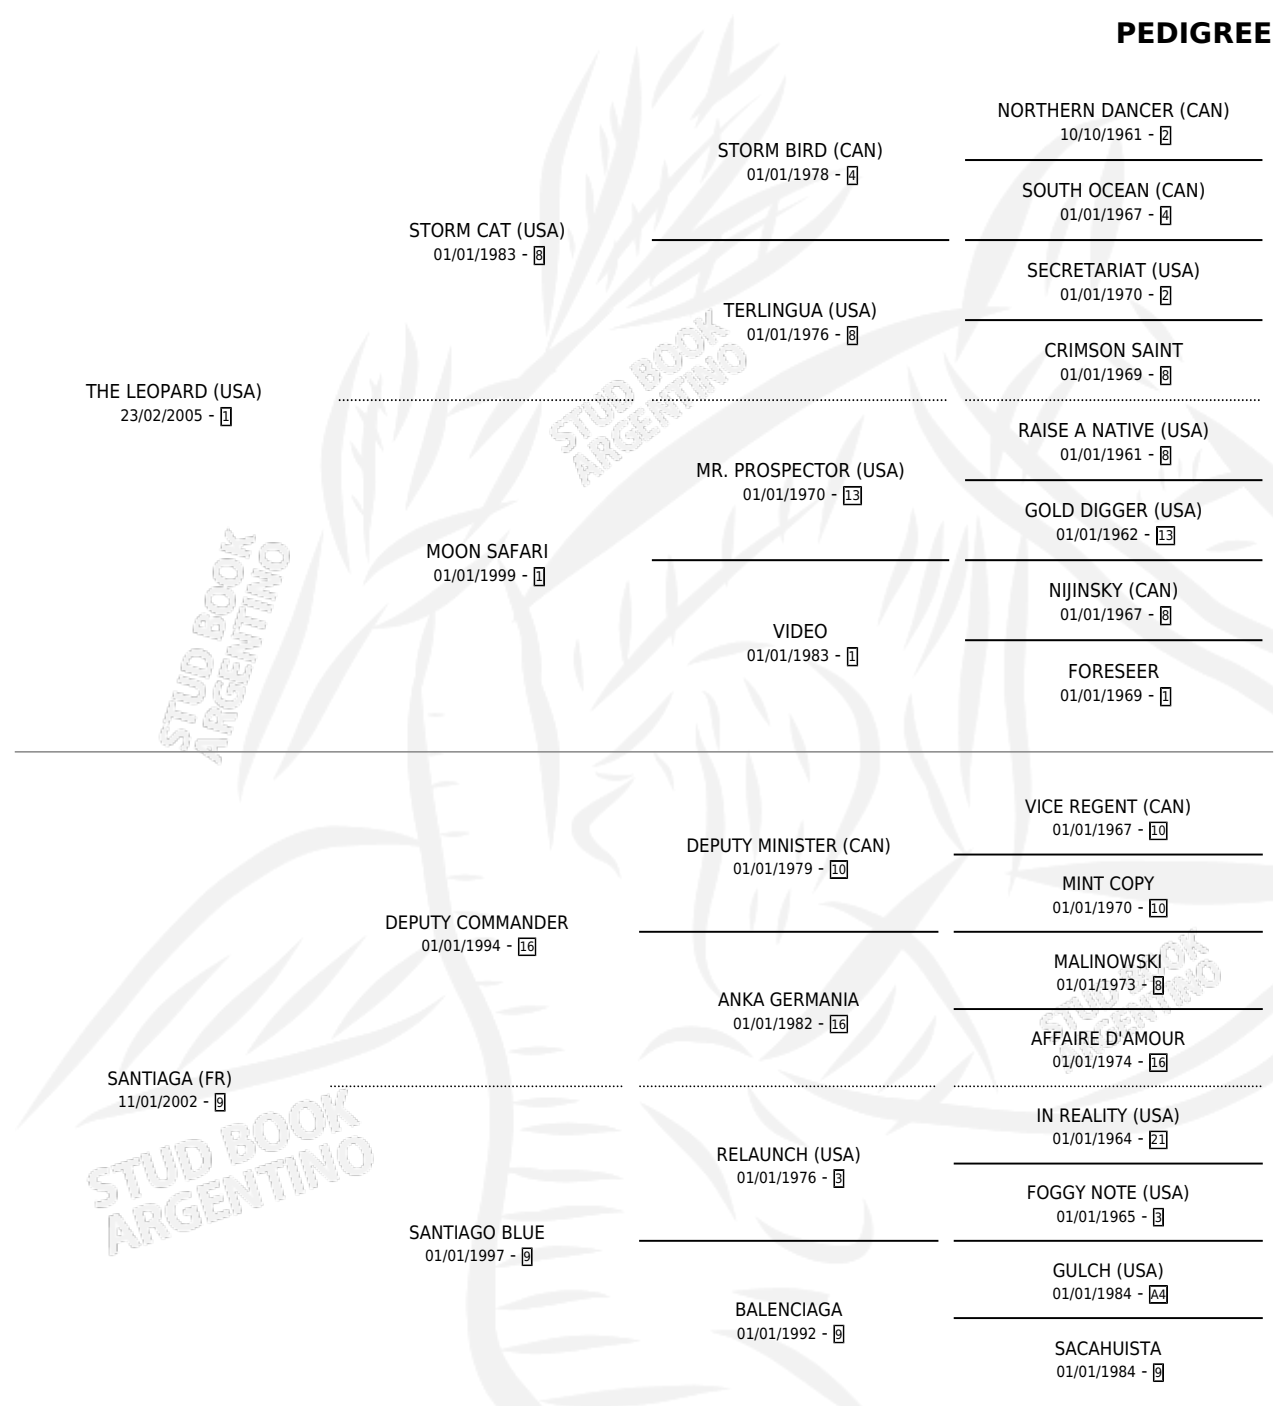 PEDIGREE
NORTHERN DANCER (CAN)
10/10/1961 - 2
STORM BIRD (CAN)
01/01/1978 - 4
SOUTH OCEAN (CAN)
01/01/1967 - 4
STORM CAT (USA)
01/01/1983 - 8
SECRETARIAT (USA)
01/01/1970 - 2
TERLINGUA (USA)
01/01/1976 - 8
CRIMSON SAINT
01/01/1969 - 8
THE LEOPARD (USA)
23/02/2005 - 1
STUD BOOK
ARGENTINO
RAISE A NATIVE (USA)
01/01/1961 - 8
MR. PROSPECTOR (USA)
01/01/1970 - 13
GOLD DIGGER (USA)
01/01/1962 - 13
MOON SAFARI
01/01/1999 - 1
NIJINSKY (CAN)
01/01/1967 - 8
VIDEO
01/01/1983 - 1
FORESEER
01/01/1969 - 1
STUD BOOK
ARGENTINO
VICE REGENT (CAN)
01/01/1967 - 10
DEPUTY MINISTER (CAN)
01/01/1979 - 10
MINT COPY
01/01/1970 - 10
DEPUTY COMMANDER
01/01/1994 - 16
MALINOWSKI
01/01/1973 - 8
ANKA GERMANIA
01/01/1982 - 16
STUD BOOK
ARGENTINO
AFFAIRE D'AMOUR
01/01/1974 - 16
SANTIAGA (FR)
11/01/2002 - 9
IN REALITY (USA)
01/01/1964 - 21
RELAUNCH (USA)
01/01/1976 - 3
FOGGY NOTE (USA)
01/01/1965 - 3
STUD BOOK
ARGENTINO
SANTIAGO BLUE
01/01/1997 - 9
GULCH (USA)
01/01/1984 - A4
BALENCIAGA
01/01/1992 - 9
SACAHUISTA
01/01/1984 - 9